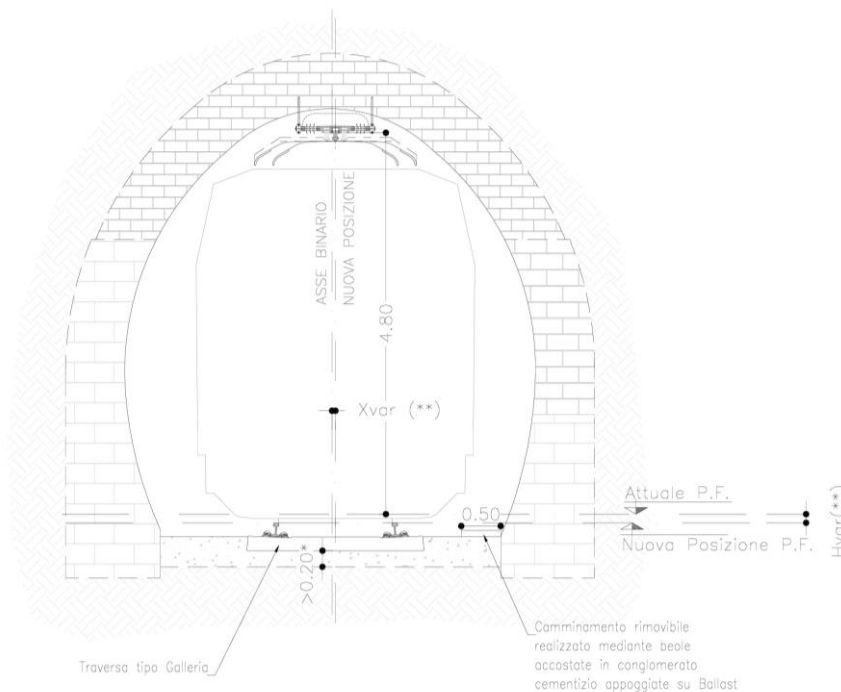 ASSE BINARIO
NUOVA POSIZIONE
4.80
Xvar (**)
Attuale P.F.
0.50
Nuova Posizione P.F.
Hvar(**)
>0.20*
Traversa tipo Galleria
Camminamento rimovibile
realizzato mediante beole
accostate in conglomerato
cementizio appoggiate su Ballast